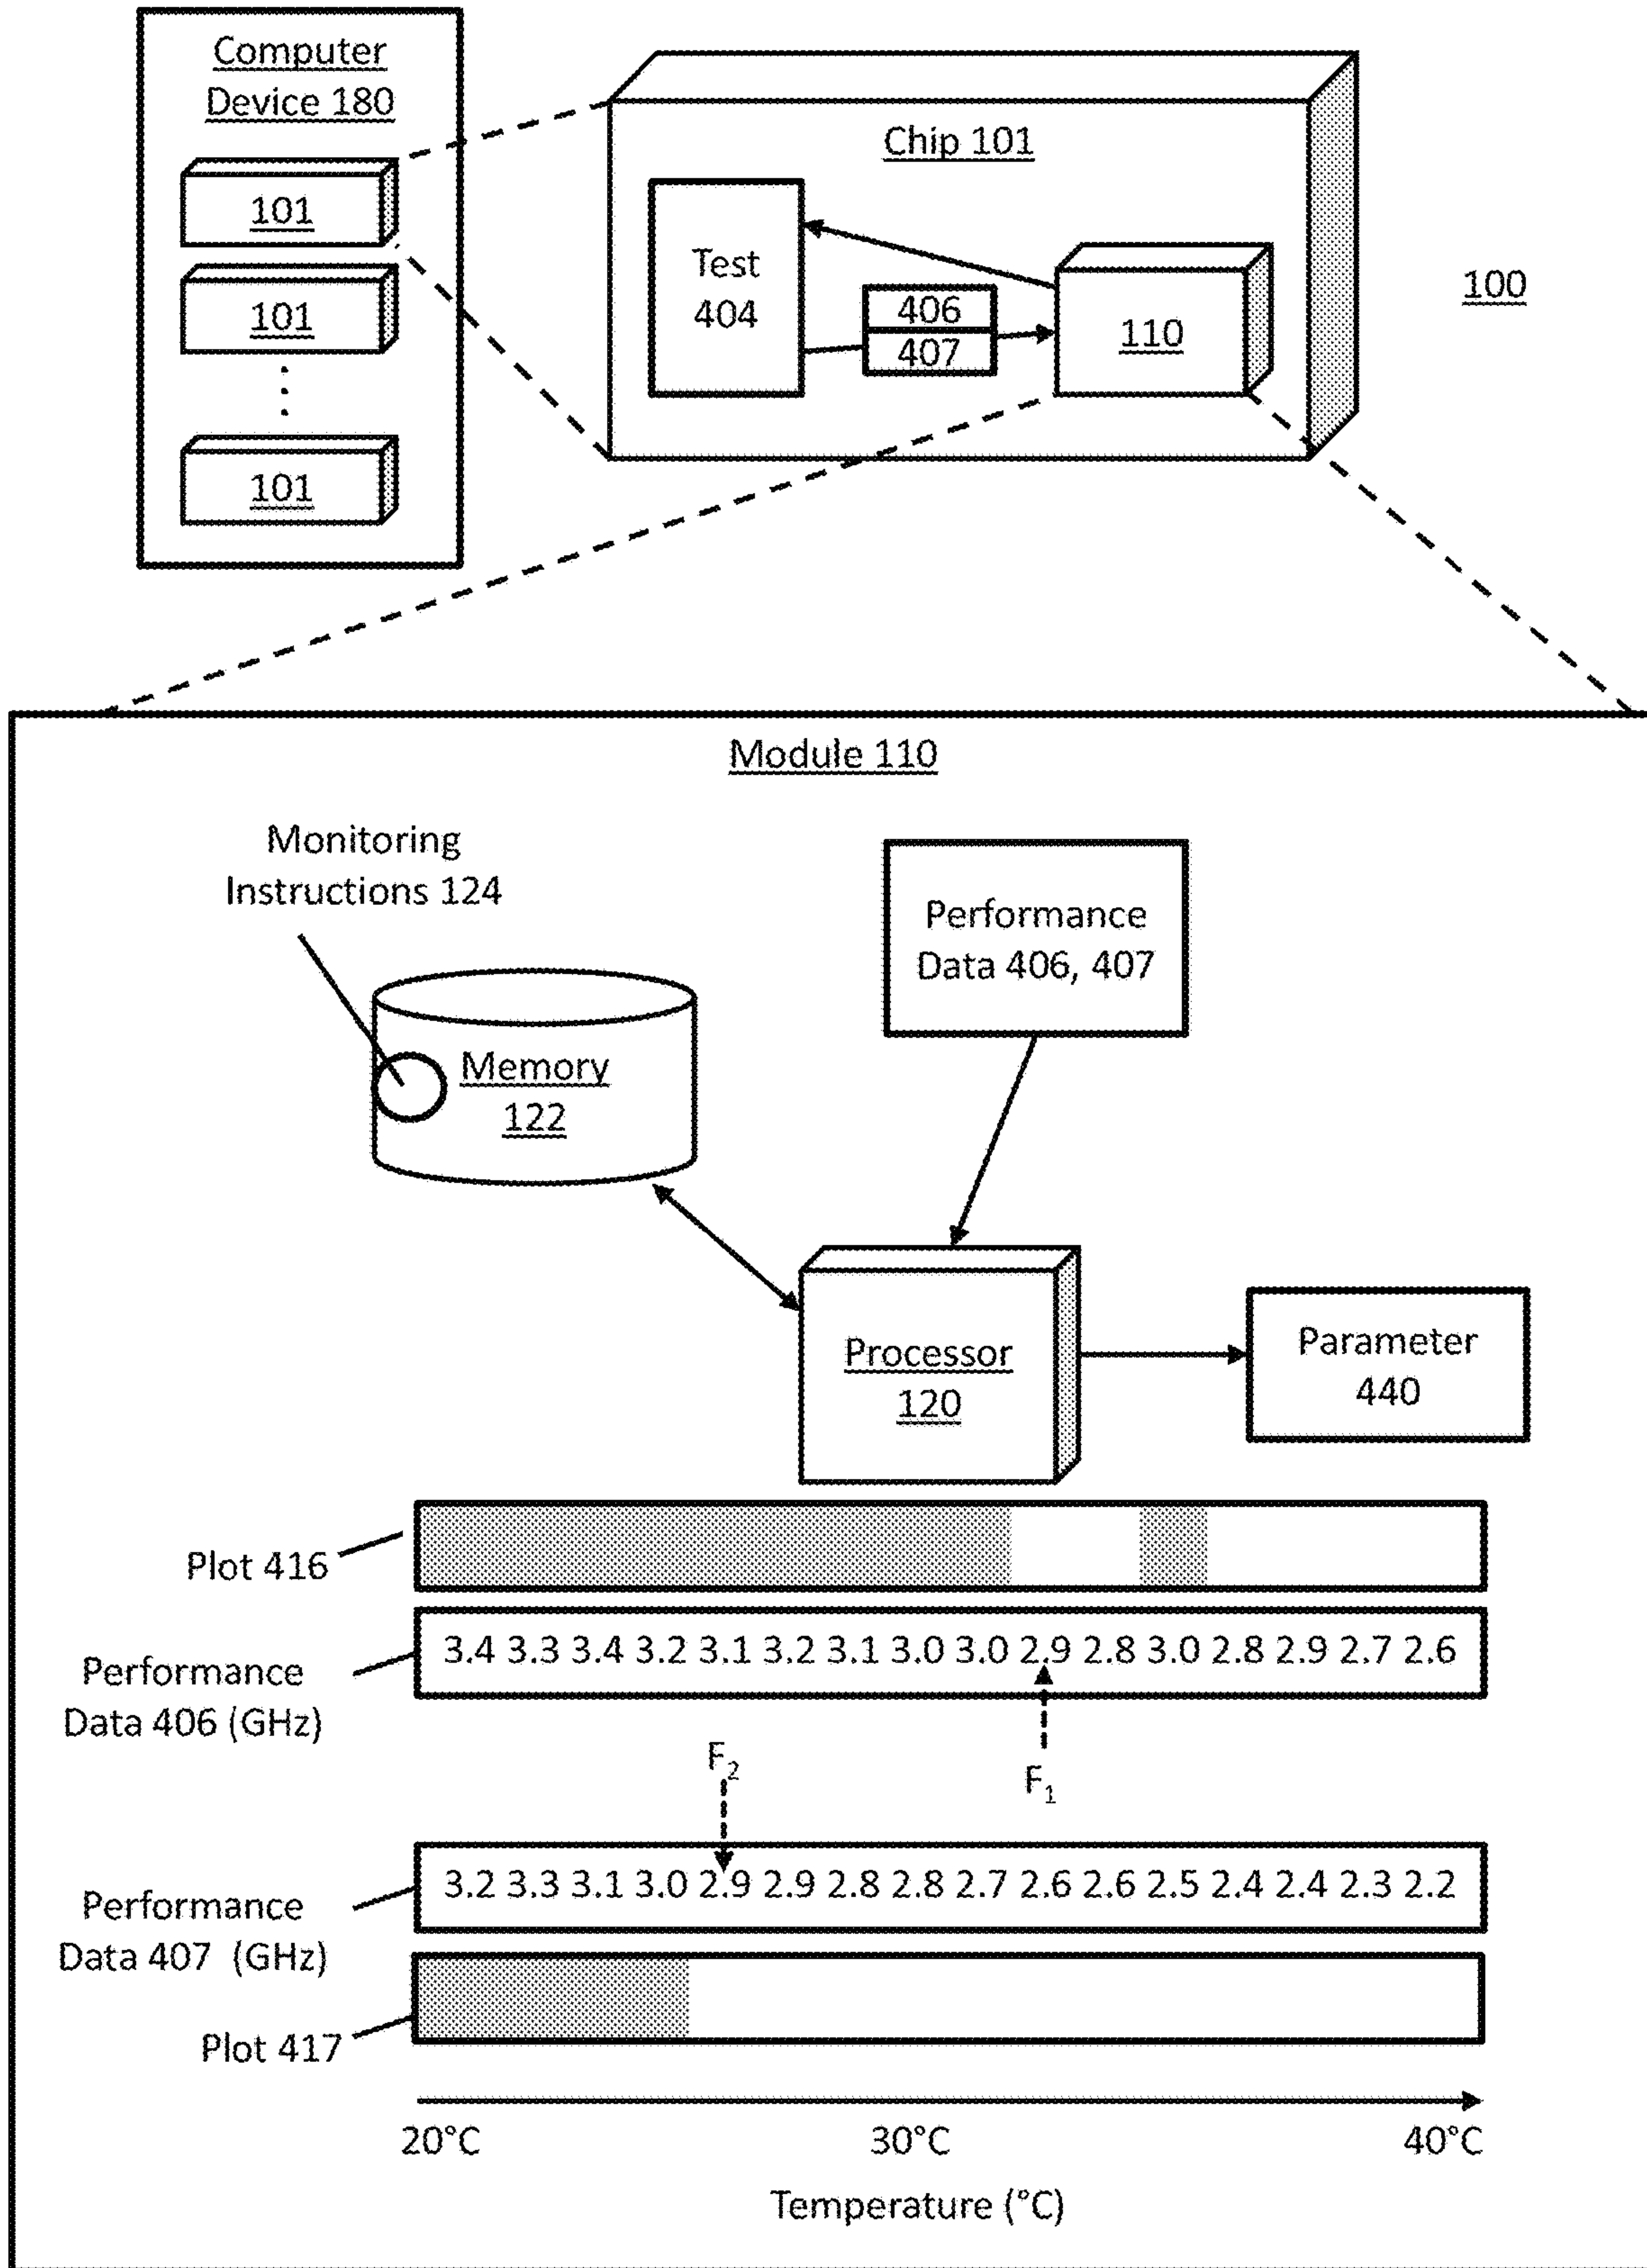 Computer
Device 180
101
101
101
Chip 101
Test
404
406
407
110
100
Module 110
Monitoring
Instructions 124
Memory
122
Performance
Data 406, 407
Processor
120
Parameter
440
Plot 416
Performance
Data 406 (GHz)
3.4 3.3 3.4 3.2 3.1 3.2 3.1 3.0 3.0 2.9 2.8 3.0 2.8 2.9 2.7 2.6
F2
F1
Performance
Data 407 (GHz)
3.2 3.3 3.1 3.0 2.9 2.9 2.8 2.8 2.7 2.6 2.6 2.5 2.4 2.4 2.3 2.2
Plot 417
20°C 30°C 40°C
Temperature (°C)